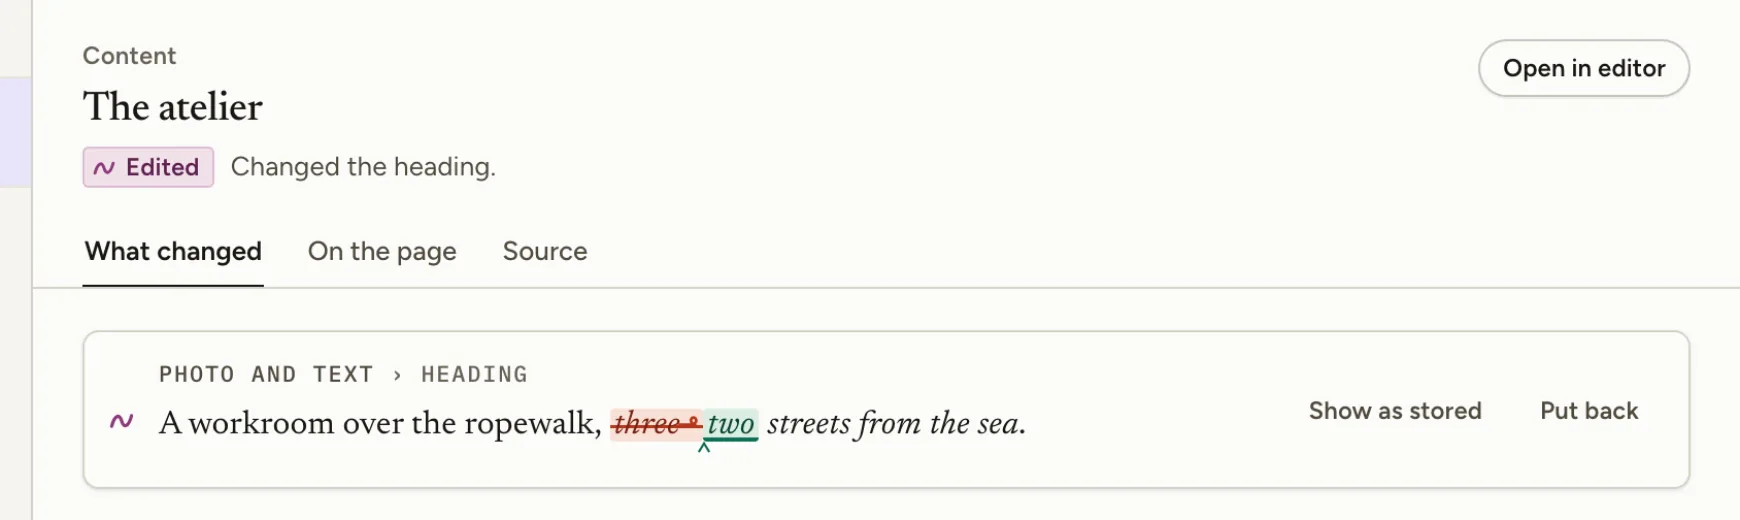 Content
Open in editor
The atelier
Edited Changed the heading.
What changed On the page Source
PHOTO AND TEXT › HEADING
A workroom over the ropewalk, three two streets from the sea.
Show as stored Put back